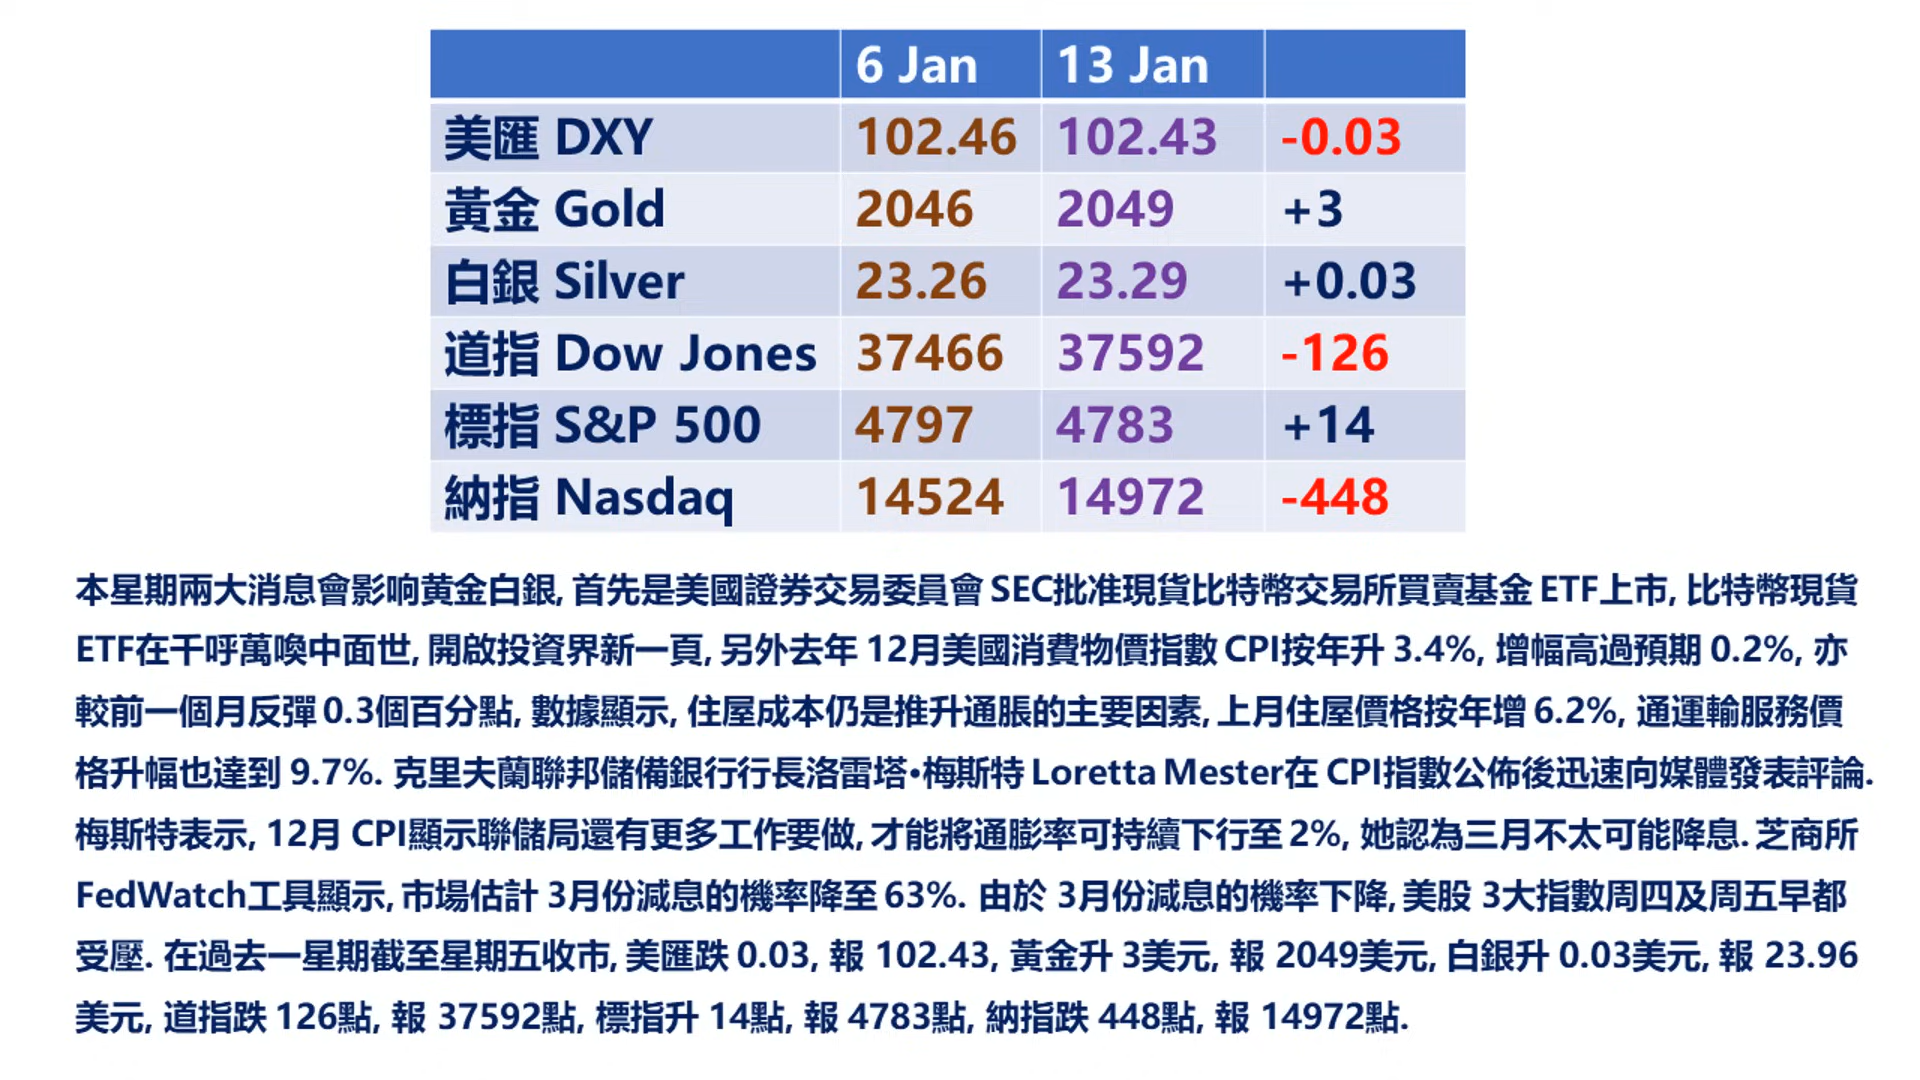 6 Jan 13 Jan
美匯 DXY 102.46 102.43 -0.03
黃金 Gold 2046 2049 +3
白銀 Silver 23.26 23.29 +0.03
道指 Dow Jones 37466 37592 -126
標指 S&P 500 4797 4783 +14
納指 Nasdaq 14524 14972 -448
本星期兩大消息會影响黄金白銀, 首先是美國證券交易委員會 SEC批准現貨比特幣交易所買賣基金 ETF上市, 比特幣現貨
ETF在千呼萬喚中面世, 開啟投資界新一頁, 另外去年 12月美國消費物價指數 CPI按年升 3.4%, 增幅高過預期 0.2%, 亦
較前一個月反彈 0.3個百分點, 數據顯示, 住屋成本仍是推升通脹的主要因素, 上月住屋價格按年增 6.2%, 通運輸服務價
格升幅也達到 9.7%. 克里夫蘭聯邦儲備銀行行長洛雷塔•梅斯特 Loretta Mester在 CPI指數公佈後迅速向媒體發表評論.
梅斯特表示, 12月 CPI顯示聯儲局還有更多工作要做, 才能將通膨率可持續下行至 2%, 她認為三月不太可能降息. 芝商所
FedWatch工具顯示, 市場估計 3月份減息的機率降至 63%. 由於 3月份減息的機率下降, 美股 3大指數周四及周五早都
受壓. 在過去一星期截至星期五收市, 美匯跌 0.03, 報 102.43, 黃金升 3美元, 報 2049美元, 白銀升 0.03美元, 報 23.96
美元, 道指跌 126點, 報 37592點, 標指升 14點, 報 4783點, 納指跌 448點, 報 14972點.